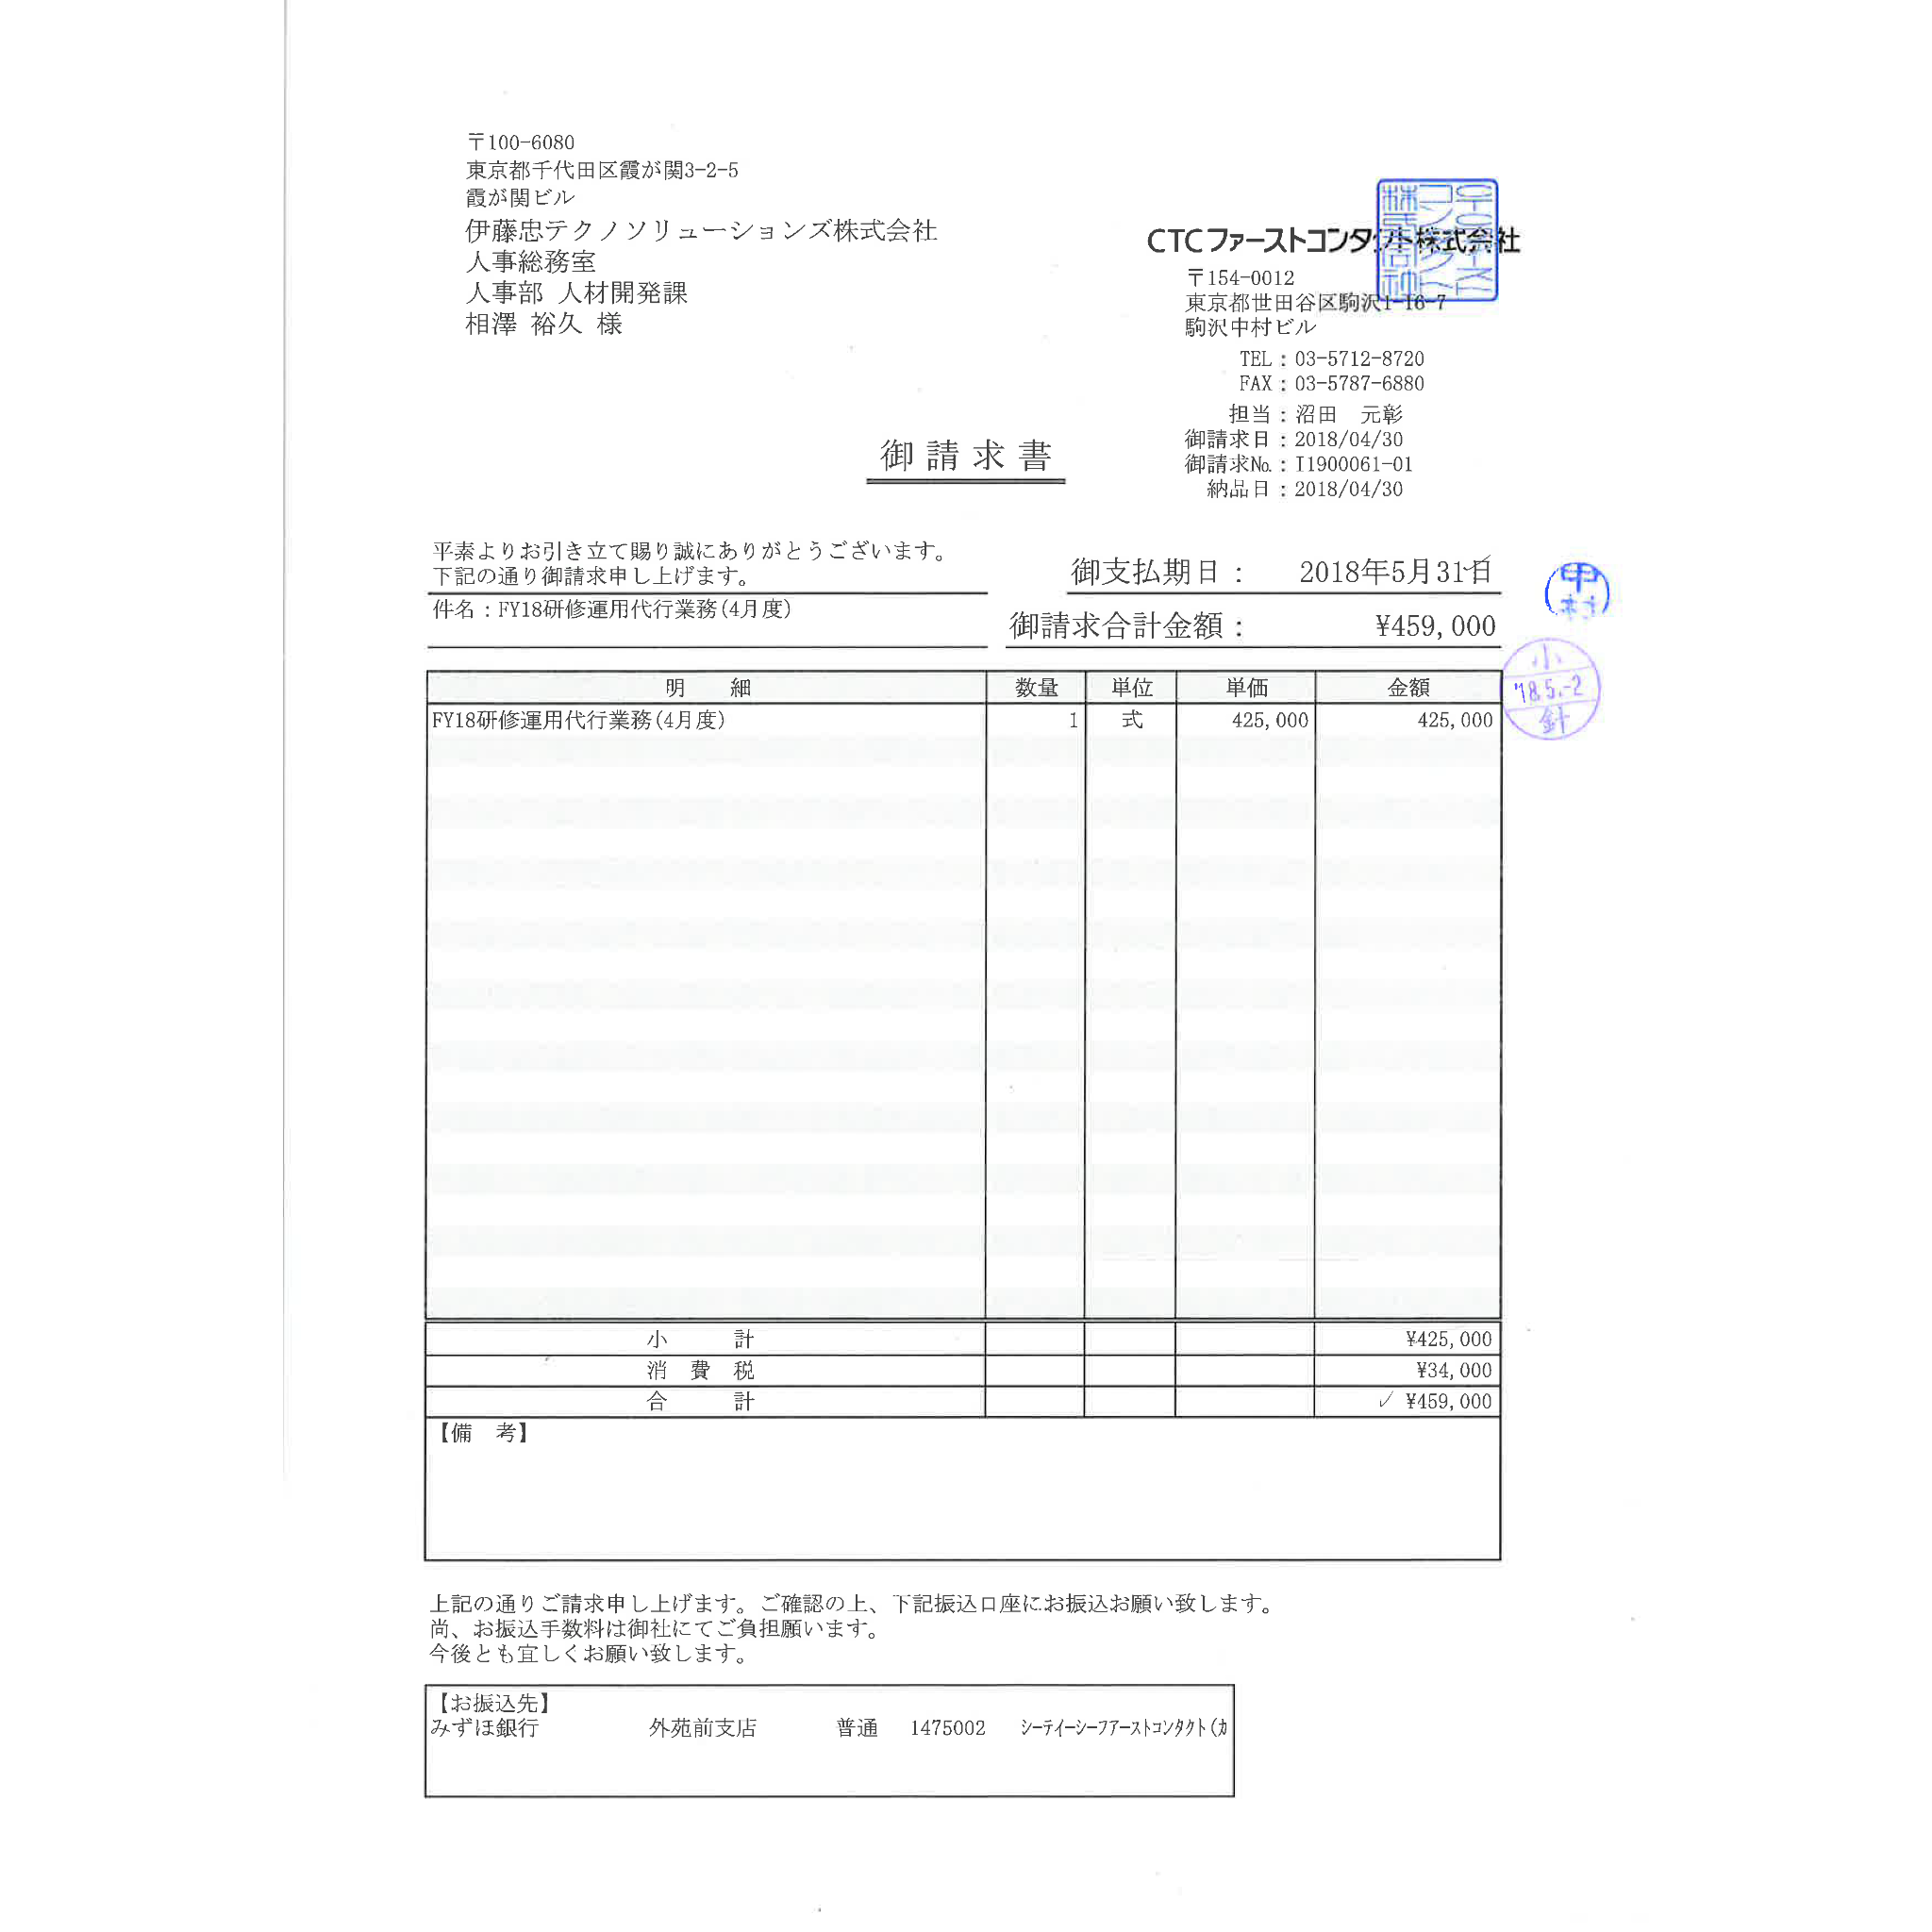 〒100-6080
東京都千代田区霞が関3-2-5
霞が関ビル
伊藤忠テクノソリューションズ株式会社
人事総務室
人事部 人材開発課
相澤 裕久 様
CTCファーストコンタクト株式会社
〒154-0012
東京都世田谷区駒沢1-16-7
駒沢中村ビル
TEL：03-5712-8720
FAX：03-5787-6880
担当：沼田　元彰
御請求日：2018/04/30
御請求№：I1900061-01
納品日：2018/04/30
御請求書
平素よりお引き立て賜り誠にありがとうございます。
下記の通り御請求申し上げます。
件名：FY18研修運用代行業務(4月度)
御支払期日： 2018年5月31日
御請求合計金額： ¥459,000
小
'18.5.-2
針
明 細 数量 単位 単価 金額
FY18研修運用代行業務(4月度) 1 式 425,000 425,000
小 計 ¥425,000
消 費 税 ¥34,000
合 計 ✓ ¥459,000
【備　考】
上記の通りご請求申し上げます。ご確認の上、下記振込口座にお振込お願い致します。
尚、お振込手数料は御社にてご負担願います。
今後とも宜しくお願い致します。
【お振込先】
みずほ銀行 外苑前支店 普通 1475002 ｼｰﾃｲｰｼｰﾌｱｰｽﾄｺﾝﾀｸﾄ(ｶ